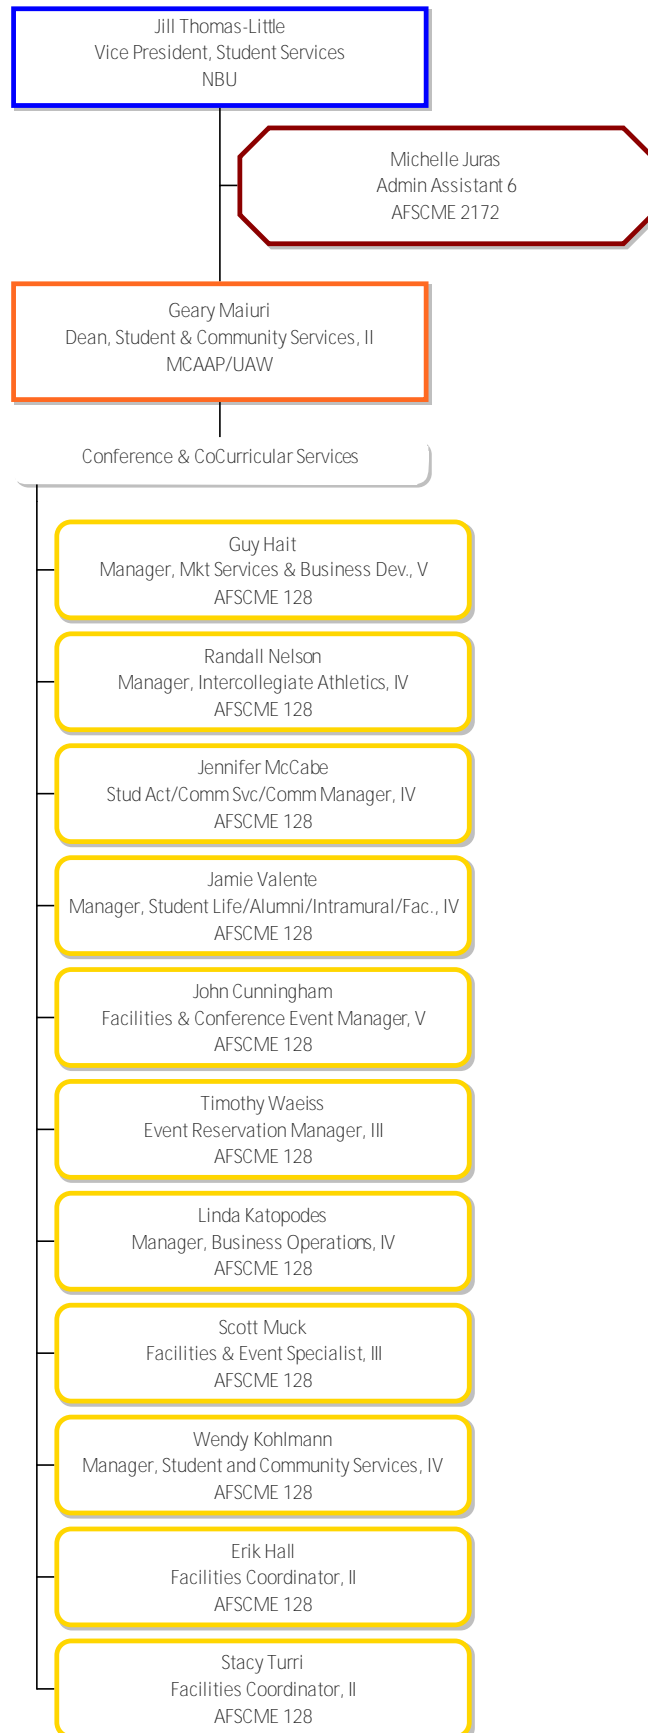 Jill Thomas-Little
Vice President, Student Services
NBU
Michelle Juras
Admin Assistant 6
AFSCME 2172
Geary Maiuri
Dean, Student & Community Services, II
MCAAP/UAW
Conference & CoCurricular Services
Guy Hait
Manager, Mkt Services & Business Dev., V
AFSCME 128
Randall Nelson
Manager, Intercollegiate Athletics, IV
AFSCME 128
Jennifer McCabe
Stud Act/Comm Svc/Comm Manager, IV
AFSCME 128
Jamie Valente
Manager, Student Life/Alumni/Intramural/Fac., IV
AFSCME 128
John Cunningham
Facilities & Conference Event Manager, V
AFSCME 128
Timothy Waeiss
Event Reservation Manager, III
AFSCME 128
Linda Katopodes
Manager, Business Operations, IV
AFSCME 128
Scott Muck
Facilities & Event Specialist, III
AFSCME 128
Wendy Kohlmann
Manager, Student and Community Services, IV
AFSCME 128
Erik Hall
Facilities Coordinator, II
AFSCME 128
Stacy Turri
Facilities Coordinator, II
AFSCME 128